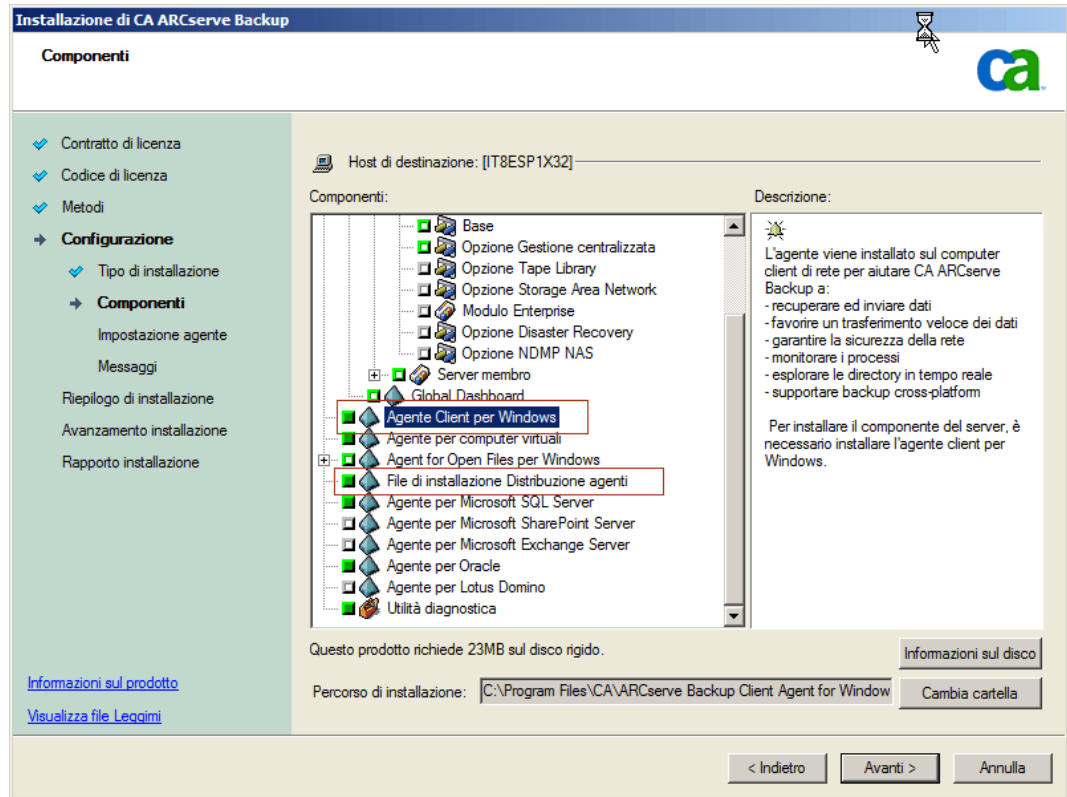 Installazione di CA ARCserve Backup
Componenti
ca
Contratto di licenza
Codice di licenza
Metodi
Configurazione
Tipo di installazione
Componenti
Impostazione agente
Messaggi
Riepilogo di installazione
Avanzamento installazione
Rapporto installazione
Informazioni sul prodotto
Visualizza file Leggimi
Host di destinazione: [IT8ESP1X32]
Componenti:
Base
Opzione Gestione centralizzata
Opzione Tape Library
Opzione Storage Area Network
Modulo Enterprise
Opzione Disaster Recovery
Opzione NDMP NAS
Server membro
Global Dashboard
Agente Client per Windows
Agente per computer virtuali
Agent for Open Files per Windows
File di installazione Distribuzione agenti
Agente per Microsoft SQL Server
Agente per Microsoft SharePoint Server
Agente per Microsoft Exchange Server
Agente per Oracle
Agente per Lotus Domino
Utilità diagnostica
Descrizione:
L'agente viene installato sul computer
client di rete per aiutare CA ARCserve
Backup a:
- recuperare ed inviare dati
- favorire un trasferimento veloce dei dati
- garantire la sicurezza della rete
- monitorare i processi
- esplorare le directory in tempo reale
- supportare backup cross-platform
Per installare il componente del server, è
necessario installare l'agente client per
Windows.
Questo prodotto richiede 23MB sul disco rigido.
Informazioni sul disco
Percorso di installazione:
C:\Program Files\CA\ARCserve Backup Client Agent for Window
Cambia cartella
< Indietro
Avanti >
Annulla